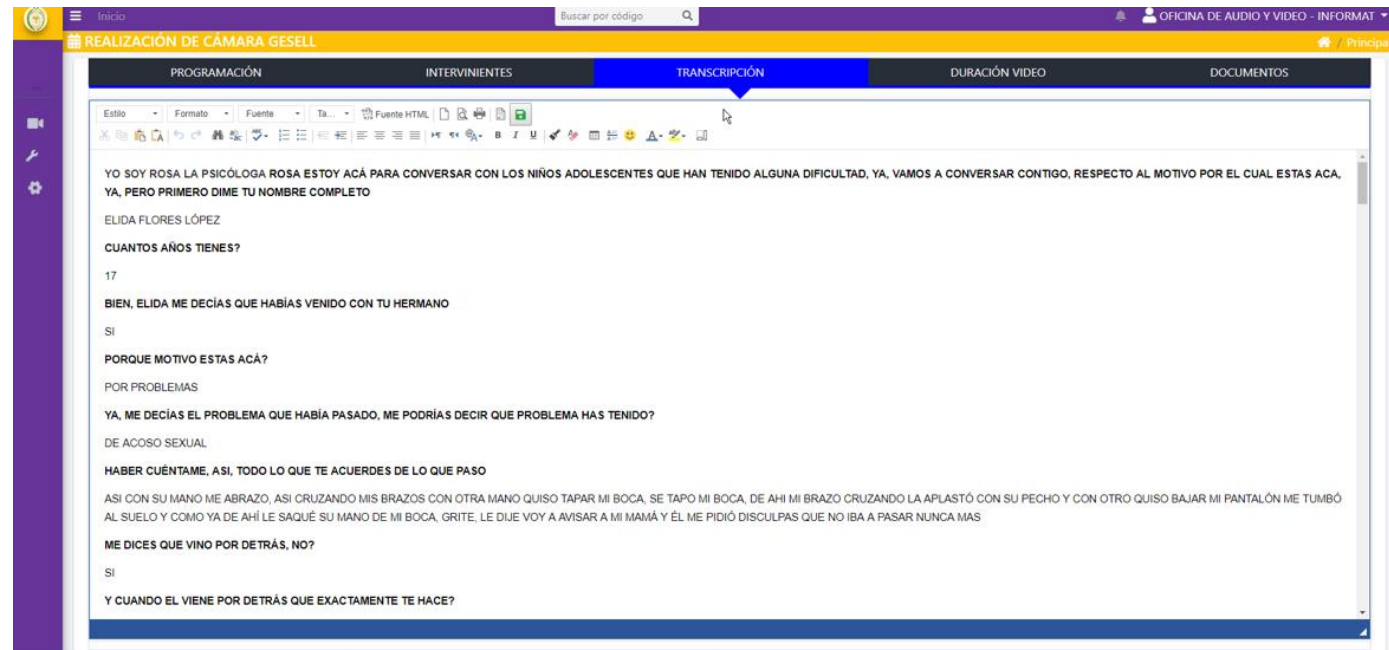 Inicio
Buscar por código
OFICINA DE AUDIO Y VIDEO - INFORMAT
REALIZACIÓN DE CÁMARA GESELL
/ Principa
PROGRAMACIÓN
INTERVINIENTES
TRANSCRIPCIÓN
DURACIÓN VIDEO
DOCUMENTOS
Estilo Formato Fuente Ta... Fuente HTML
B I U
YO SOY ROSA LA PSICÓLOGA ROSA ESTOY ACÁ PARA CONVERSAR CON LOS NIÑOS ADOLESCENTES QUE HAN TENIDO ALGUNA DIFICULTAD, YA, VAMOS A CONVERSAR CONTIGO, RESPECTO AL MOTIVO POR EL CUAL ESTAS ACA,
YA, PERO PRIMERO DIME TU NOMBRE COMPLETO
ELIDA FLORES LÓPEZ
CUANTOS AÑOS TIENES?
17
BIEN, ELIDA ME DECÍAS QUE HABÍAS VENIDO CON TU HERMANO
SI
PORQUE MOTIVO ESTAS ACÁ?
POR PROBLEMAS
YA, ME DECÍAS EL PROBLEMA QUE HABÍA PASADO, ME PODRÍAS DECIR QUE PROBLEMA HAS TENIDO?
DE ACOSO SEXUAL
HABER CUÉNTAME, ASI, TODO LO QUE TE ACUERDES DE LO QUE PASO
ASI CON SU MANO ME ABRAZO, ASI CRUZANDO MIS BRAZOS CON OTRA MANO QUISO TAPAR MI BOCA, SE TAPO MI BOCA, DE AHI MI BRAZO CRUZANDO LA APLASTÓ CON SU PECHO Y CON OTRO QUISO BAJAR MI PANTALÓN ME TUMBÓ
AL SUELO Y COMO YA DE AHÍ LE SAQUÉ SU MANO DE MI BOCA, GRITE, LE DIJE VOY A AVISAR A MI MAMÁ Y ÉL ME PIDIÓ DISCULPAS QUE NO IBA A PASAR NUNCA MAS
ME DICES QUE VINO POR DETRÁS, NO?
SI
Y CUANDO EL VIENE POR DETRÁS QUE EXACTAMENTE TE HACE?